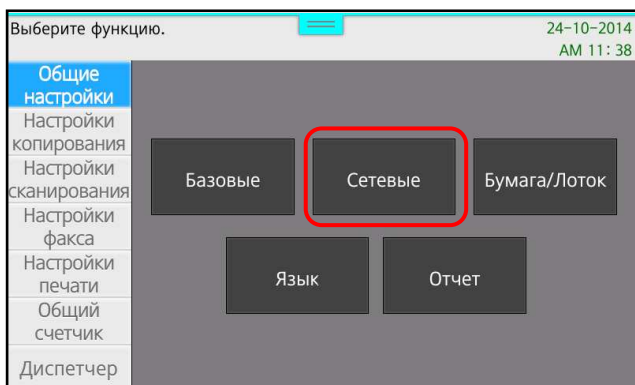 Выберите функцию.
24-10-2014
AM 11:38
Общие
настройки
Настройки
копирования
Настройки
сканирования
Настройки
факса
Настройки
печати
Общий
счетчик
Диспетчер
Базовые
Сетевые
Бумага/Лоток
Язык
Отчет